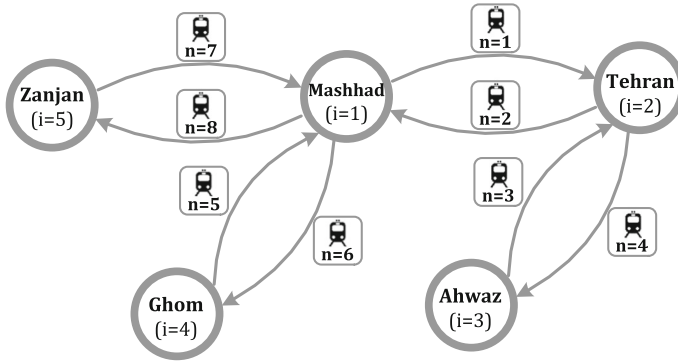 n=7
n=1
Zanjan
(i=5)
Mashhad
(i=1)
Tehran
(i=2)
n=8
n=2
n=5
n=3
n=6
n=4
Ghom
(i=4)
Ahwaz
(i=3)